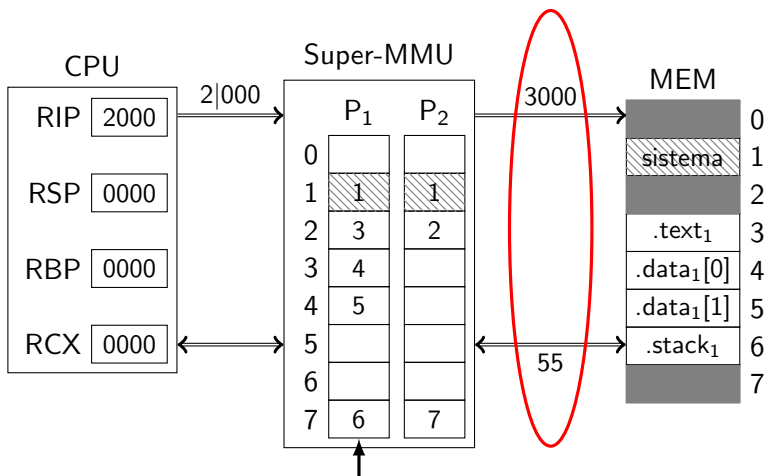 Super-MMU
CPU
MEM
2|000
3000
RIP 2000
P₁ P₂
0
sistema 1
2
.text₁ 3
.data₁[0] 4
.data₁[1] 5
.stack₁ 6
7
RSP 0000
RBP 0000
RCX 0000
0
1 1 1
2 3 2
3 4
4 5
5
6
7 6 7
55